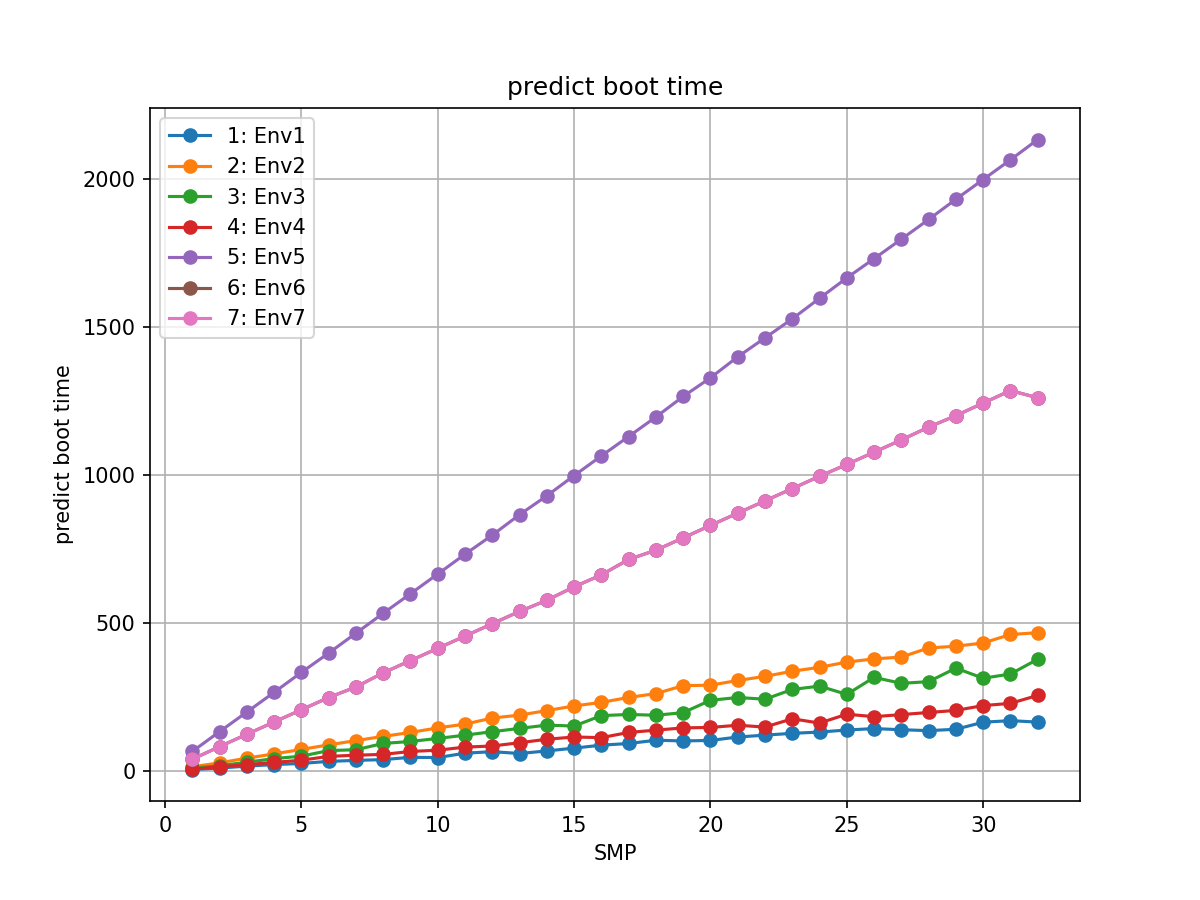 predict boot time
1: Env1
2: Env2
3: Env3
4: Env4
5: Env5
6: Env6
7: Env7
2000
1500
1000
500
0
predict boot time
0 5 10 15 20 25 30
SMP